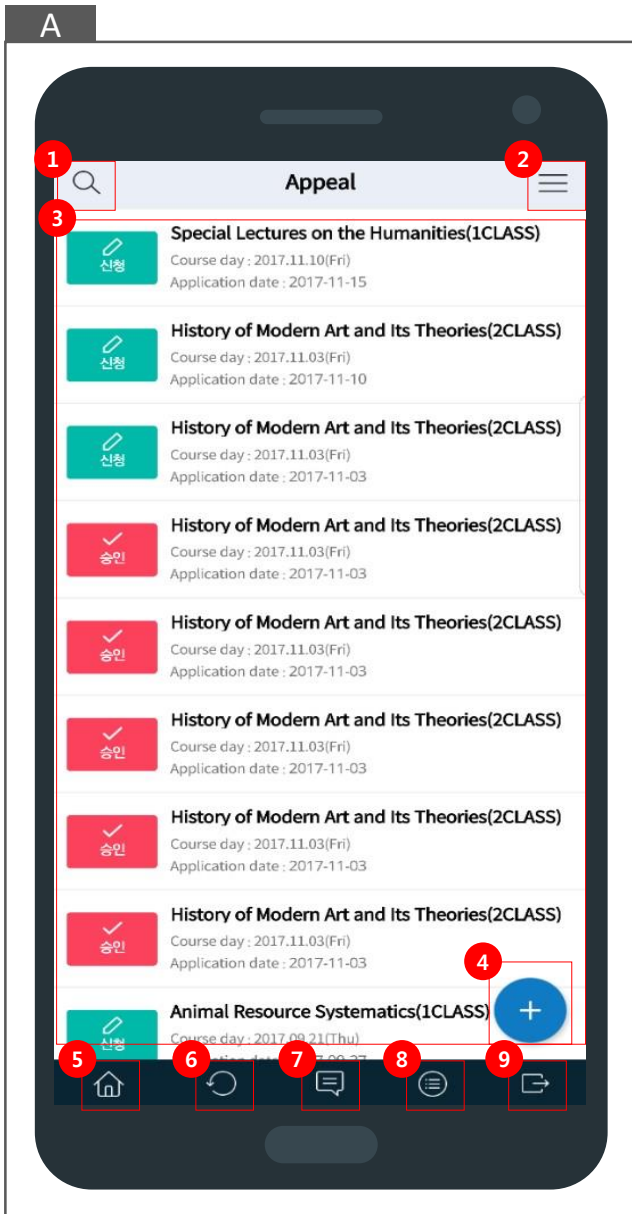 A
1
2
Appeal
3
Special Lectures on the Humanities(1CLASS)
Course day : 2017.11.10(Fri)
Application date : 2017-11-15
신청
History of Modern Art and Its Theories(2CLASS)
Course day : 2017.11.03(Fri)
Application date : 2017-11-10
신청
History of Modern Art and Its Theories(2CLASS)
Course day : 2017.11.03(Fri)
Application date : 2017-11-03
신청
History of Modern Art and Its Theories(2CLASS)
Course day : 2017.11.03(Fri)
Application date : 2017-11-03
승인
History of Modern Art and Its Theories(2CLASS)
Course day : 2017.11.03(Fri)
Application date : 2017-11-03
승인
History of Modern Art and Its Theories(2CLASS)
Course day : 2017.11.03(Fri)
Application date : 2017-11-03
승인
History of Modern Art and Its Theories(2CLASS)
Course day : 2017.11.03(Fri)
Application date : 2017-11-03
승인
History of Modern Art and Its Theories(2CLASS)
Course day : 2017.11.03(Fri)
Application date : 2017-11-03
승인
4
Animal Resource Systematics(1CLASS)
Course day : 2017.09.21(Thu)
신청
5
6
7
8
9